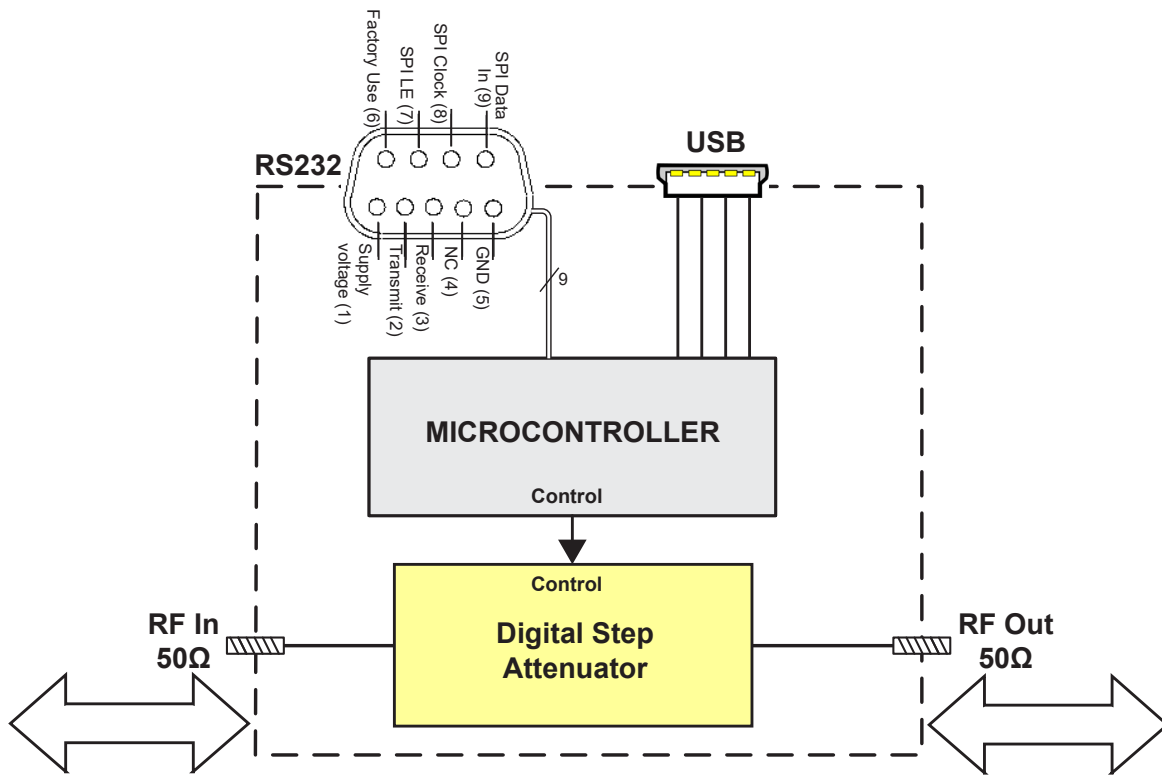 Factory Use (6)
SPI LE (7)
SPI Clock (8)
SPI Data
In (9)
RS232
USB
Supply
voltage (1)
Transmit (2)
Receive (3)
NC (4)
GND (5)
9
MICROCONTROLLER
Control
Control
Digital Step
Attenuator
RF In
50Ω
RF Out
50Ω